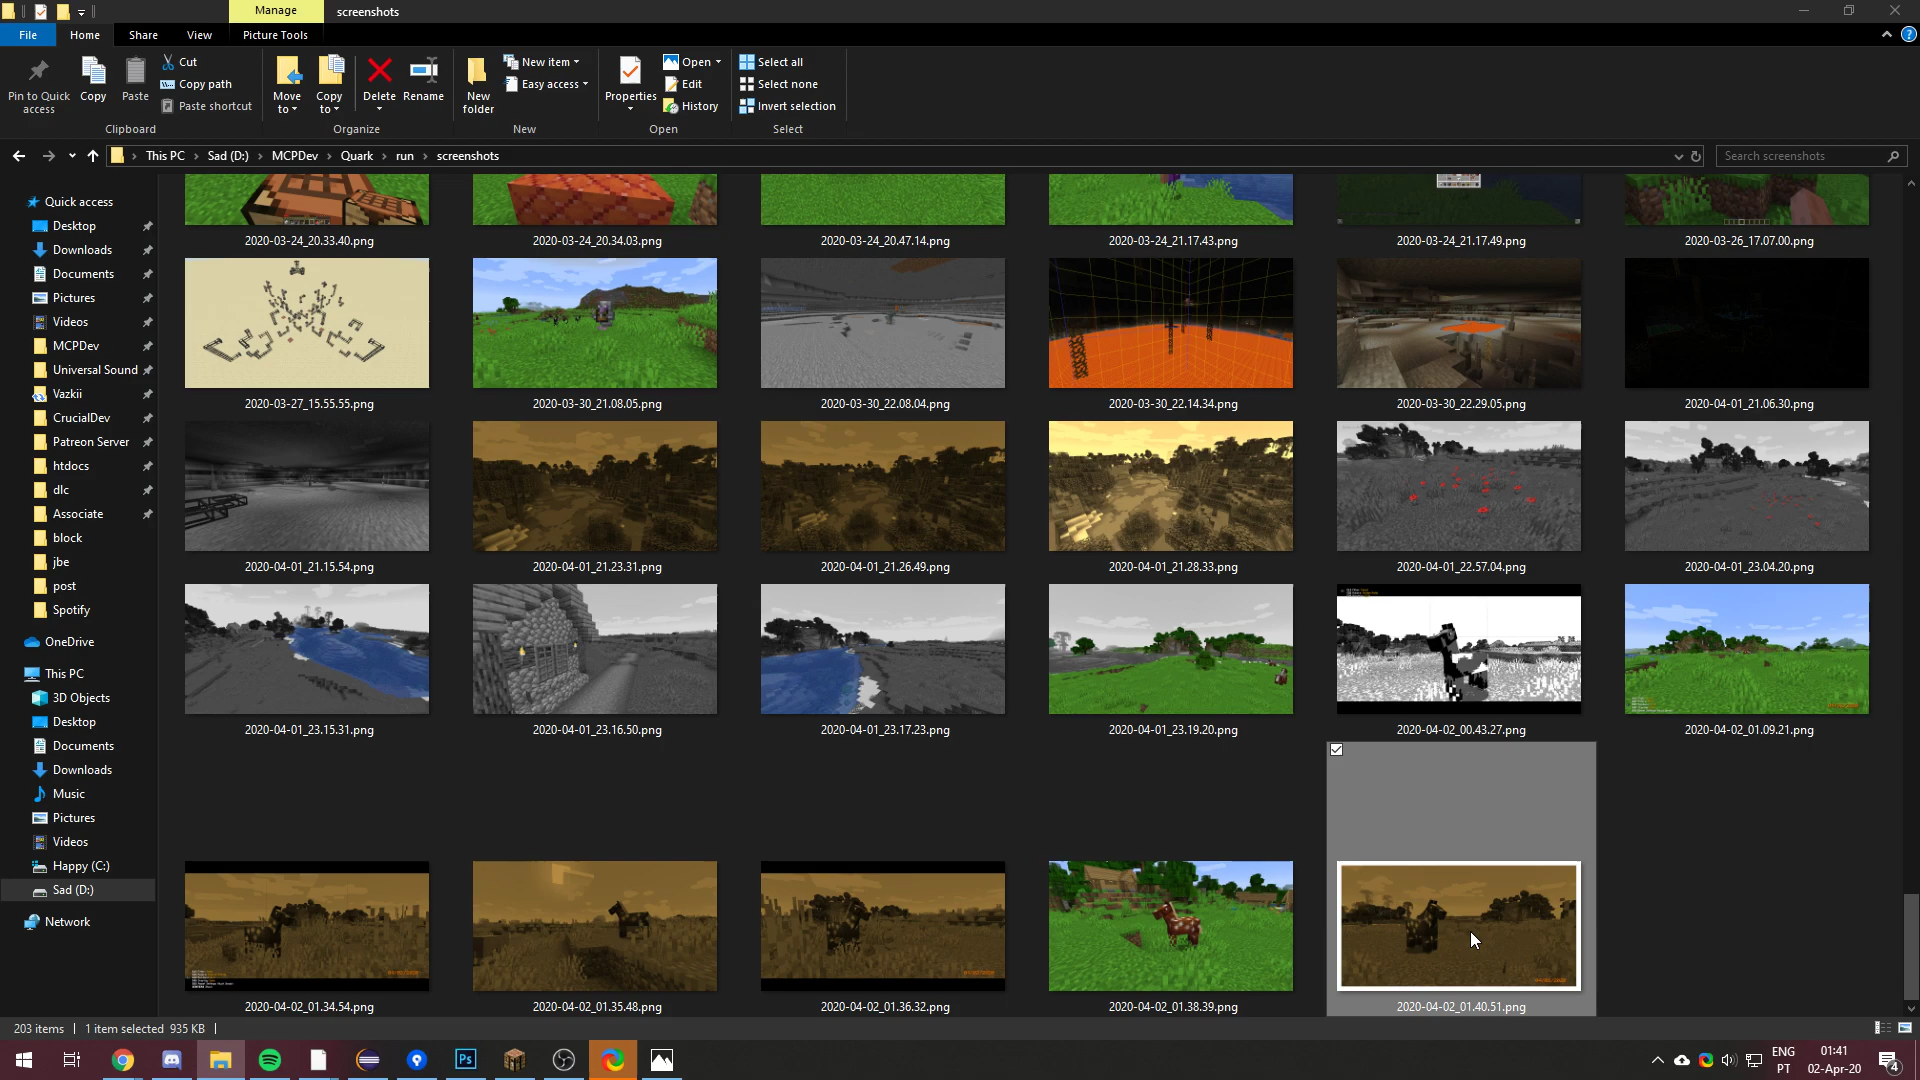 Manage
screenshots
File
Home
Share
View
Picture Tools
Pin to Quick
access
Copy
Paste
Cut
Copy path
Paste shortcut
Clipboard
Move
to
Copy
to
Delete
Rename
Organize
New
folder
New item
Easy access
New
Properties
Open
Edit
History
Open
Select all
Select none
Invert selection
Select
This PC
Sad (D:)
MCPDev
Quark
run
screenshots
Search screenshots
Quick access
Desktop
Downloads
Documents
Pictures
Videos
MCPDev
Universal Sound
Vazkii
CrucialDev
Patreon Server
htdocs
dlc
Associate
block
jbe
post
Spotify
OneDrive
This PC
3D Objects
Desktop
Documents
Downloads
Music
Pictures
Videos
Happy (C:)
Sad (D:)
Network
2020-03-24_20.33.40.png
2020-03-24_20.34.03.png
2020-03-24_20.47.14.png
2020-03-24_21.17.43.png
2020-03-24_21.17.49.png
2020-03-26_17.07.00.png
2020-03-27_15.55.55.png
2020-03-30_21.08.05.png
2020-03-30_22.08.04.png
2020-03-30_22.14.34.png
2020-03-30_22.29.05.png
2020-04-01_21.06.30.png
2020-04-01_21.15.54.png
2020-04-01_21.23.31.png
2020-04-01_21.26.49.png
2020-04-01_21.28.33.png
2020-04-01_22.57.04.png
2020-04-01_23.04.20.png
2020-04-01_23.15.31.png
2020-04-01_23.16.50.png
2020-04-01_23.17.23.png
2020-04-01_23.19.20.png
2020-04-02_00.43.27.png
2020-04-02_01.09.21.png
2020-04-02_01.34.54.png
2020-04-02_01.35.48.png
2020-04-02_01.36.32.png
2020-04-02_01.38.39.png
2020-04-02_01.40.51.png
203 items
1 item selected 935 KB
Ps
ENG
PT
01:41
02-Apr-20
4